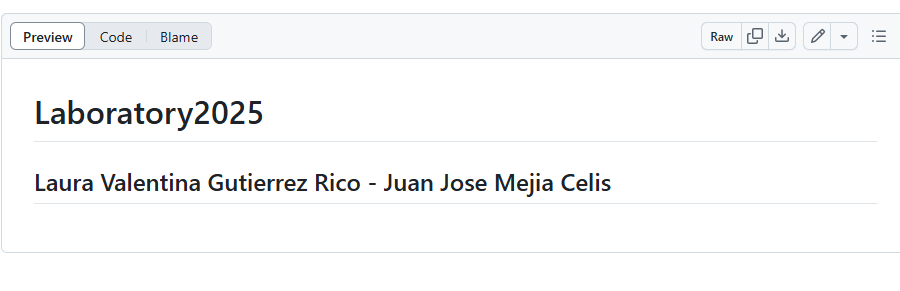 Preview Code Blame Raw
Laboratory2025
Laura Valentina Gutierrez Rico - Juan Jose Mejia Celis